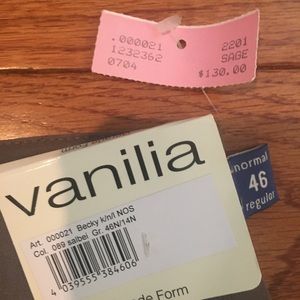 .000021
1232362
0704
2201
SAGE
$130.00
vanilia
Art. 000021 Becky k/n/l NOS
Col. 089 salbei Gr. 46N/14N
4 039555 384606
de Form
normal
46
regular